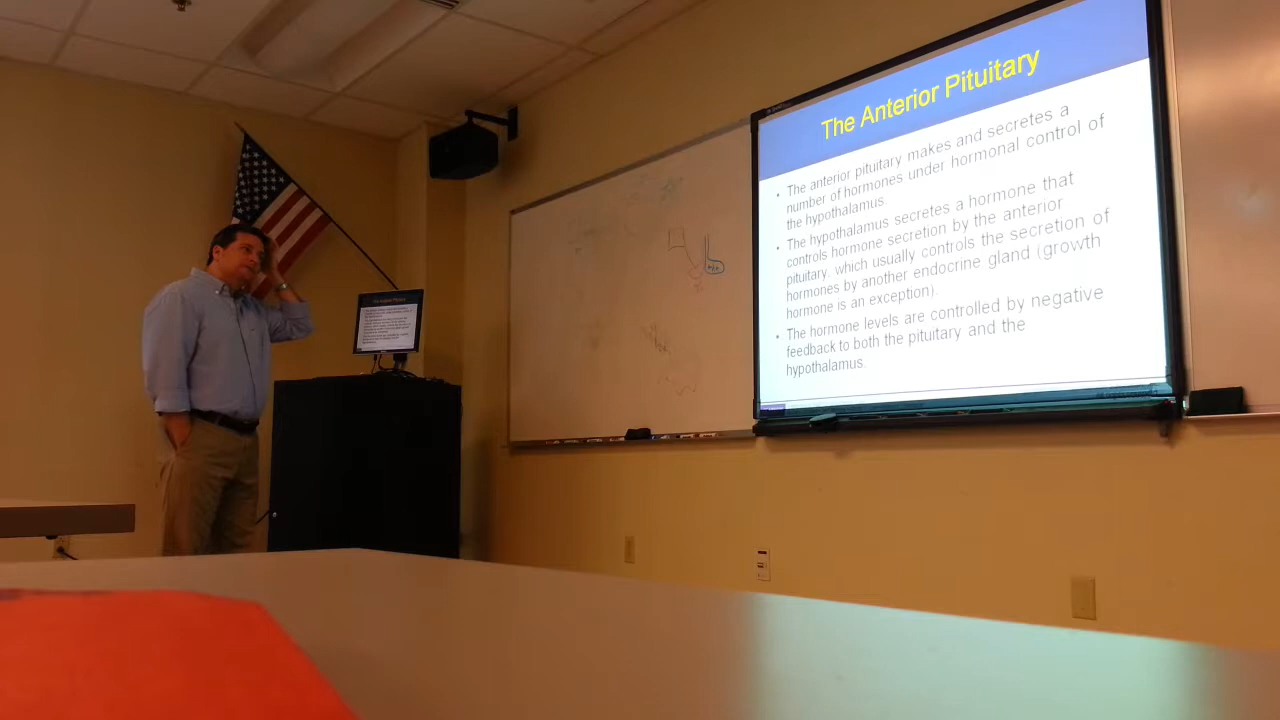 The Anterior Pituitary
• The anterior pituitary makes and secretes a
number of hormones under hormonal control of
the hypothalamus
• The hypothalamus secretes a hormone that
controls hormone secretion by the anterior
pituitary, which usually controls the secretion of
hormones by another endocrine gland (growth
hormone is an exception).
• The hormone levels are controlled by negative
feedback to both the pituitary and the
hypothalamus.